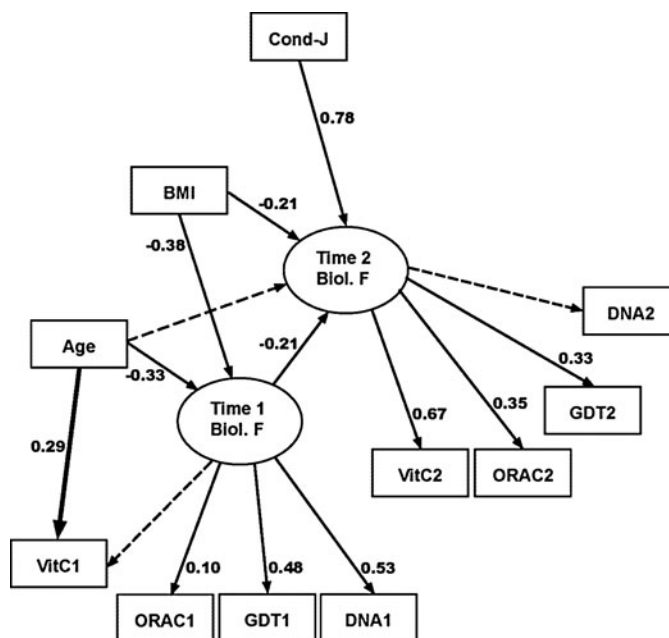 Cond-J
0.78
BMI
-0.21
-0.38
Time 2
Biol. F
DNA2
Age
-0.21
-0.33
0.33
Time 1
Biol. F
GDT2
0.29
0.67
0.35
VitC2
ORAC2
VitC1
0.10
0.48
0.53
ORAC1
GDT1
DNA1